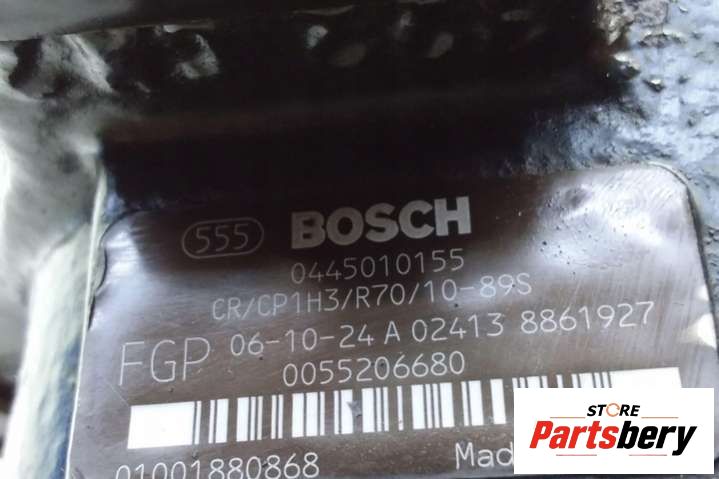 555 BOSCH
0445010155
CR/CP1H3/R70/10-89S
FGP 06-10-24 A 02413 8861927
0055206680
01001880868 Mad
STORE
Partsbery